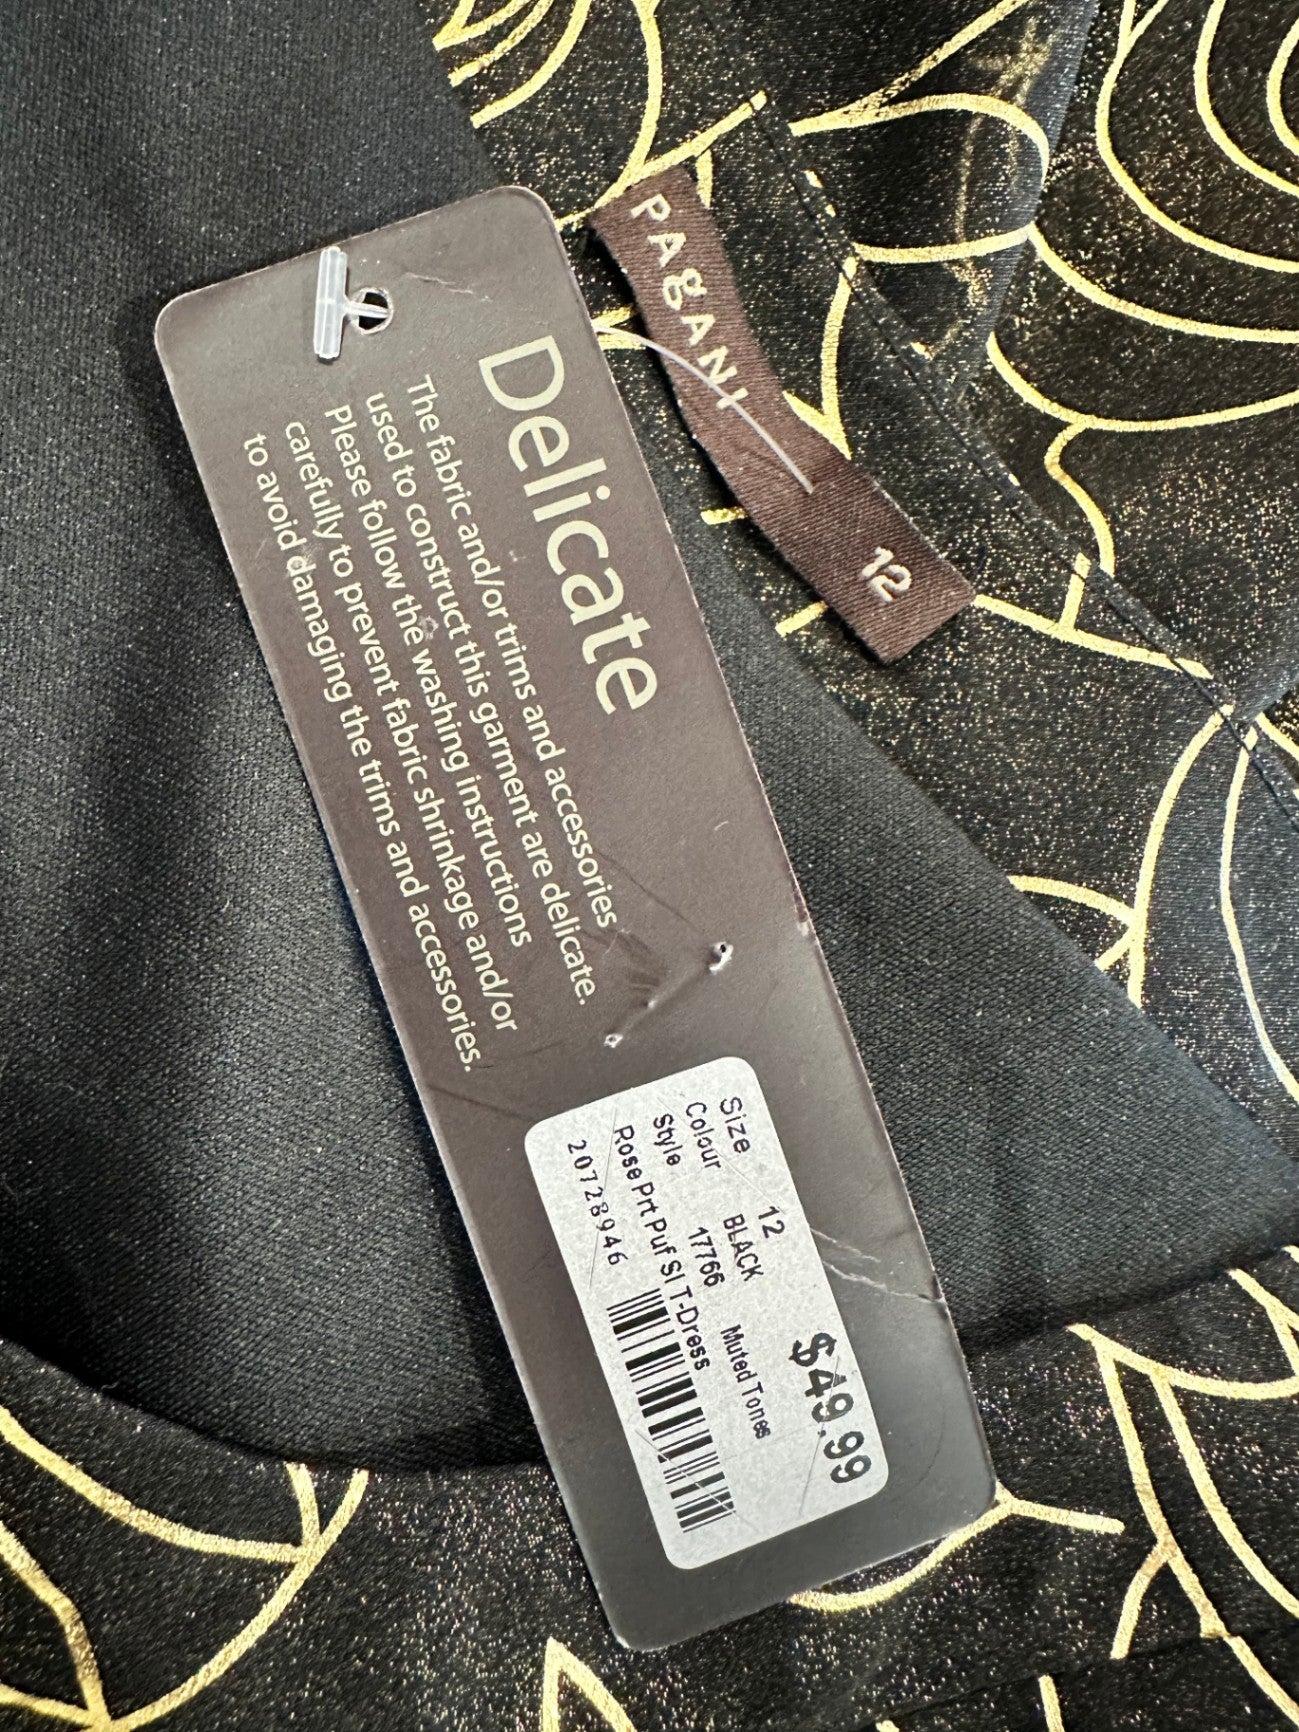 PAgANI
12
Delicate
The fabric and/or trims and accessories
used to construct this garment are delicate.
Please follow the washing instructions
carefully to prevent fabric shrinkage and/or
to avoid damaging the trims and accessories.
Size 12 $49.99
Colour BLACK Muted Tones
Style 17766
Rose Prt Puf Sl T-Dress
20728946